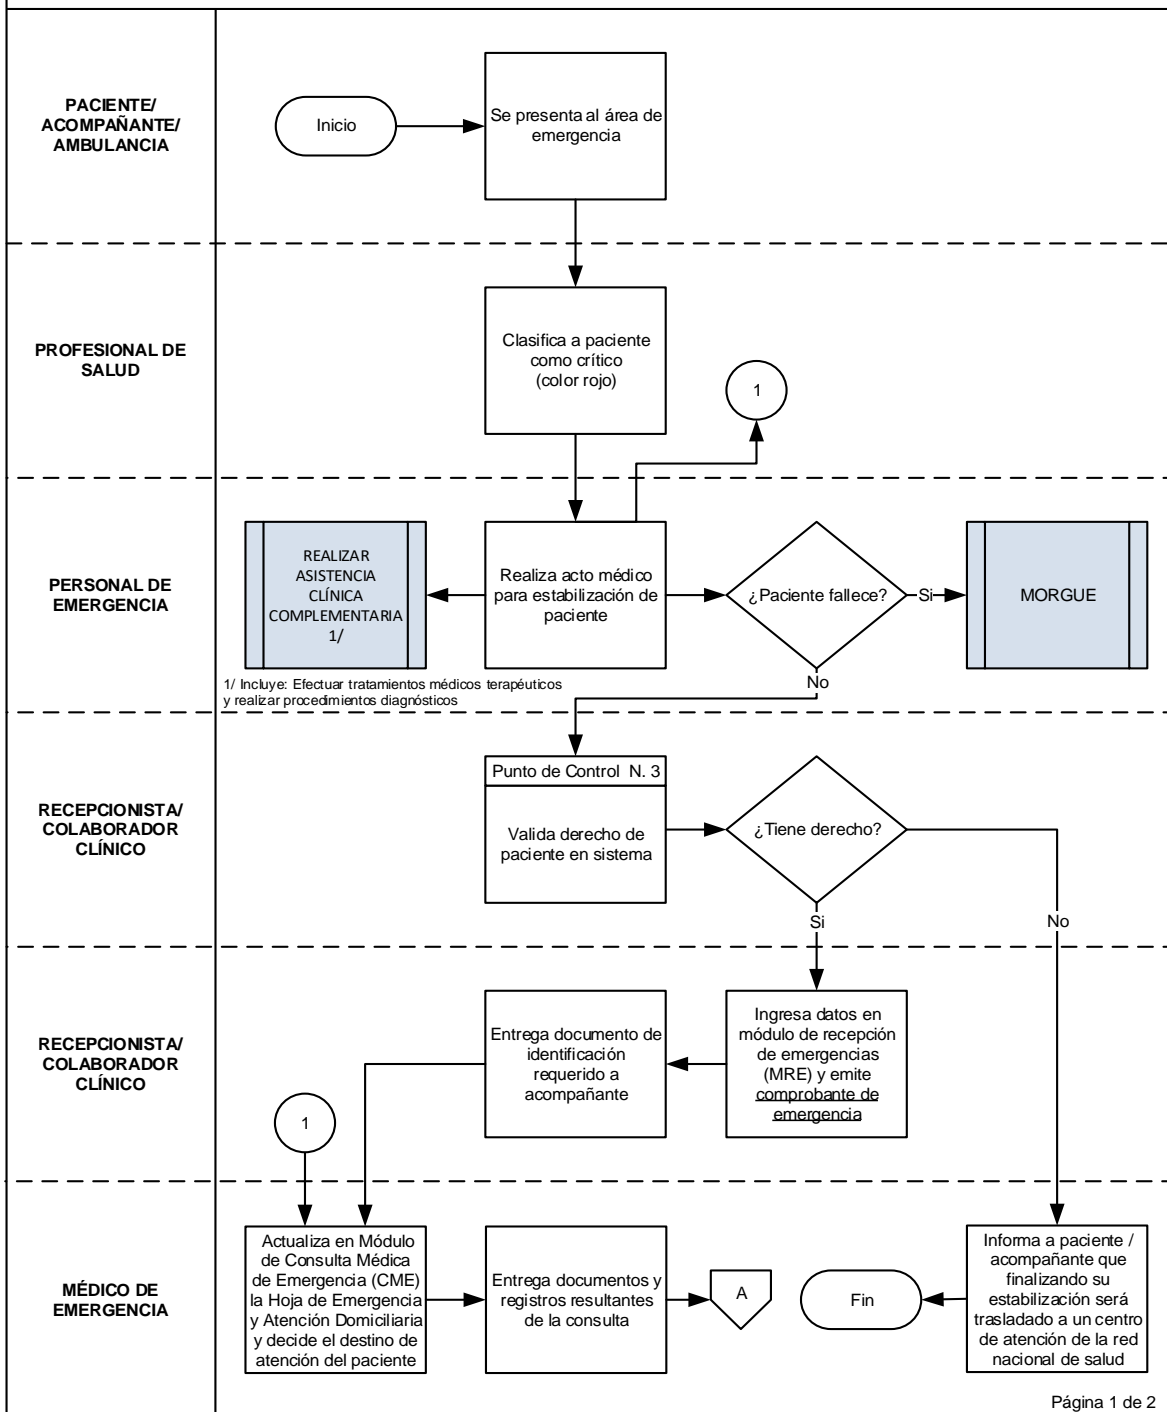 PACIENTE/
ACOMPAÑANTE/
AMBULANCIA
Inicio
Se presenta al área de
emergencia
PROFESIONAL DE
SALUD
Clasifica a paciente
como crítico
(color rojo)
1
PERSONAL DE
EMERGENCIA
REALIZAR
ASISTENCIA
CLÍNICA
COMPLEMENTARIA
1/
Realiza acto médico
para estabilización de
paciente
¿Paciente fallece?
Si
MORGUE
No
1/ Incluye: Efectuar tratamientos médicos terapéuticos
y realizar procedimientos diagnósticos
RECEPCIONISTA/
COLABORADOR
CLÍNICO
Punto de Control N. 3
Valida derecho de
paciente en sistema
¿Tiene derecho?
Si
No
RECEPCIONISTA/
COLABORADOR
CLÍNICO
Entrega documento de
identificación
requerido a
acompañante
Ingresa datos en
módulo de recepción
de emergencias
(MRE) y emite
comprobante de
emergencia
1
MÉDICO DE
EMERGENCIA
Actualiza en Módulo
de Consulta Médica
de Emergencia (CME)
la Hoja de Emergencia
y Atención Domiciliaria
y decide el destino de
atención del paciente
Entrega documentos y
registros resultantes
de la consulta
A
Fin
Informa a paciente /
acompañante que
finalizando su
estabilización será
trasladado a un centro
de atención de la red
nacional de salud
Página 1 de 2